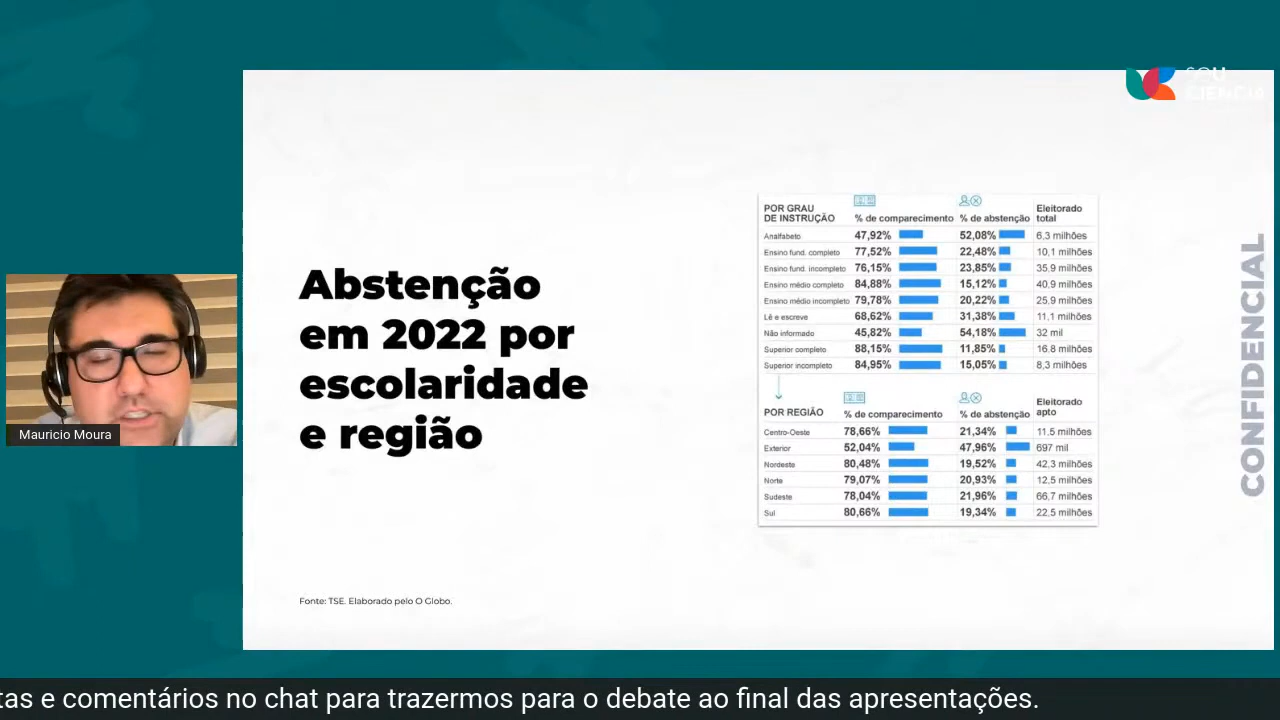 SOU
CIÊNCIA
Abstenção
em 2022 por
escolaridade
e região
POR GRAU
DE INSTRUÇÃO % de comparecimento % de abstenção Eleitorado total
Analfabeto 47,92% 52,08% 6,3 milhões
Ensino fund. completo 77,52% 22,48% 10,1 milhões
Ensino fund. incompleto 76,15% 23,85% 35,9 milhões
Ensino médio completo 84,88% 15,12% 40,9 milhões
Ensino médio incompleto 79,78% 20,22% 25,9 milhões
Lê e escreve 68,62% 31,38% 11,1 milhões
Não informado 45,82% 54,18% 32 mil
Superior completo 88,15% 11,85% 16,8 milhões
Superior incompleto 84,95% 15,05% 8,3 milhões
POR REGIÃO % de comparecimento % de abstenção Eleitorado apto
Centro-Oeste 78,66% 21,34% 11,5 milhões
Exterior 52,04% 47,96% 697 mil
Nordeste 80,48% 19,52% 42,3 milhões
Norte 79,07% 20,93% 12,5 milhões
Sudeste 78,04% 21,96% 66,7 milhões
Sul 80,66% 19,34% 22,5 milhões
CONFIDENCIAL
Mauricio Moura
Fonte: TSE. Elaborado pelo O Globo.
tas e comentários no chat para trazermos para o debate ao final das apresentações.